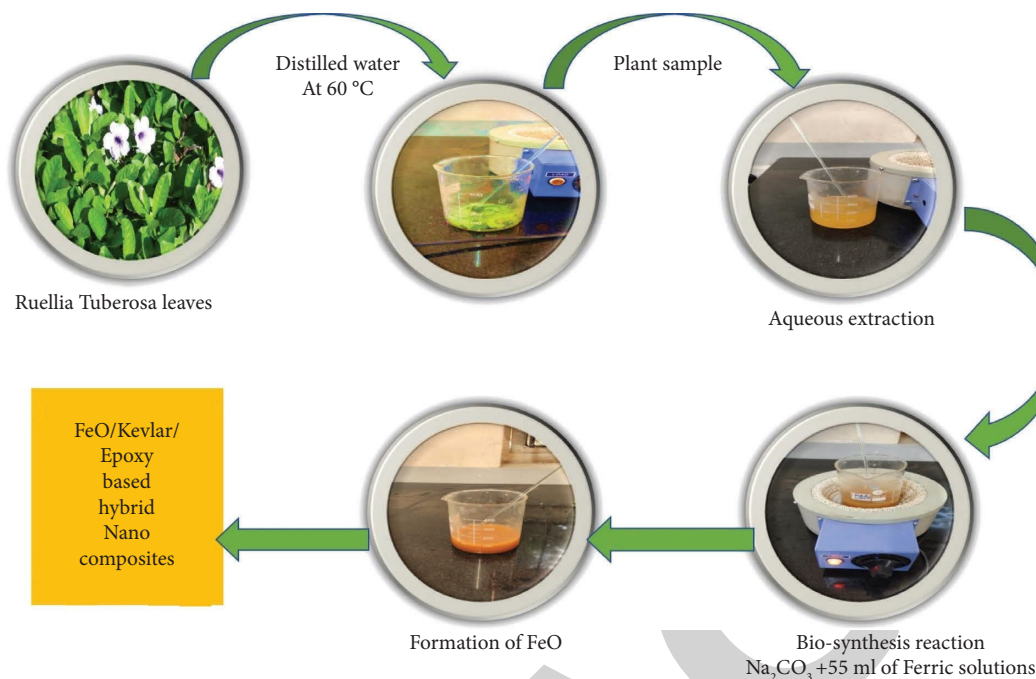 Distilled water
At 60 °C
Plant sample
Ruellia Tuberosa leaves
Aqueous extraction
FeO/Kevlar/
Epoxy
based
hybrid
Nano
composites
Formation of FeO
Bio-synthesis reaction
Na₂CO₃ +55 ml of Ferric solutions